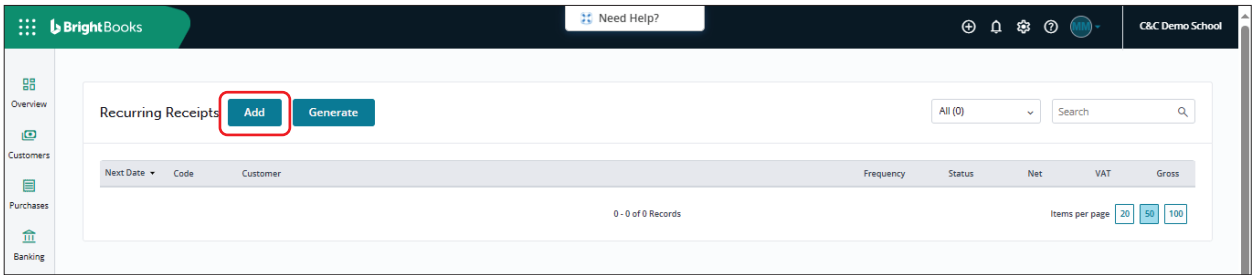 BrightBooks
Need Help?
MM
C&C Demo School
Overview
Customers
Purchases
Banking
Recurring Receipts Add Generate
All (0)
Search
Next Date Code Customer Frequency Status Net VAT Gross
0 - 0 of 0 Records
Items per page 20 50 100